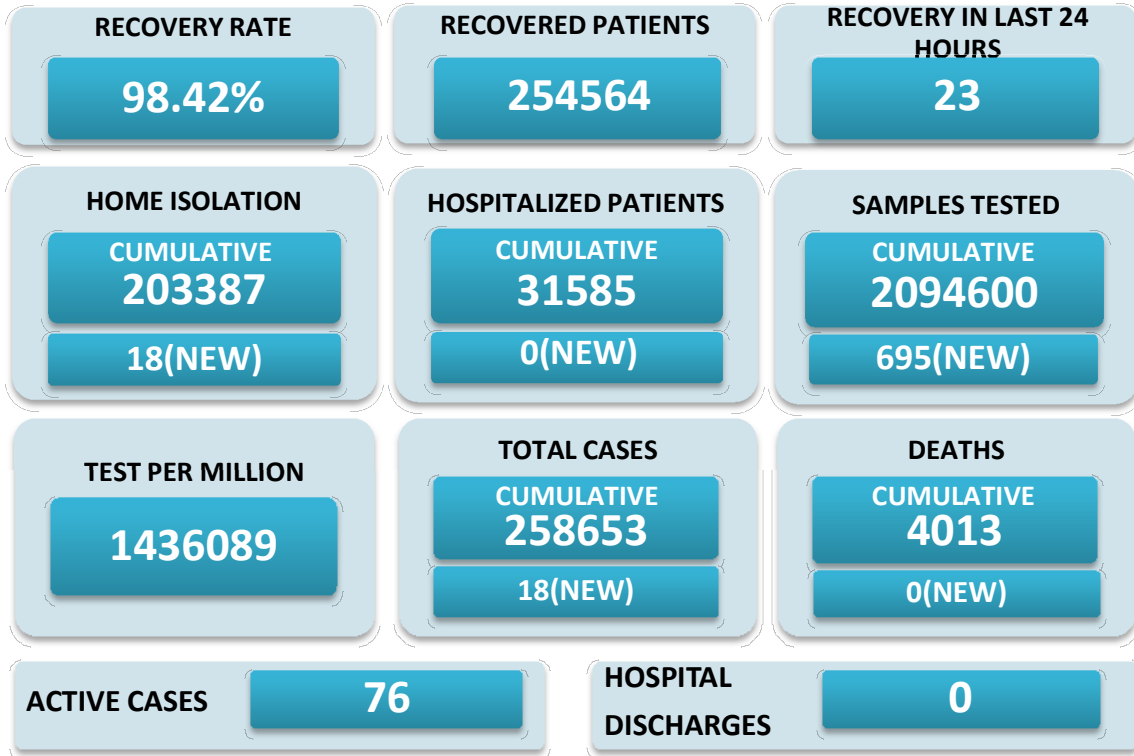 RECOVERY RATE
98.42%
RECOVERED PATIENTS
254564
RECOVERY IN LAST 24
HOURS
23
HOME ISOLATION
CUMULATIVE
203387
18(NEW)
HOSPITALIZED PATIENTS
CUMULATIVE
31585
0(NEW)
SAMPLES TESTED
CUMULATIVE
2094600
695(NEW)
TEST PER MILLION
1436089
TOTAL CASES
CUMULATIVE
258653
18(NEW)
DEATHS
CUMULATIVE
4013
0(NEW)
ACTIVE CASES
76
HOSPITAL
DISCHARGES
0